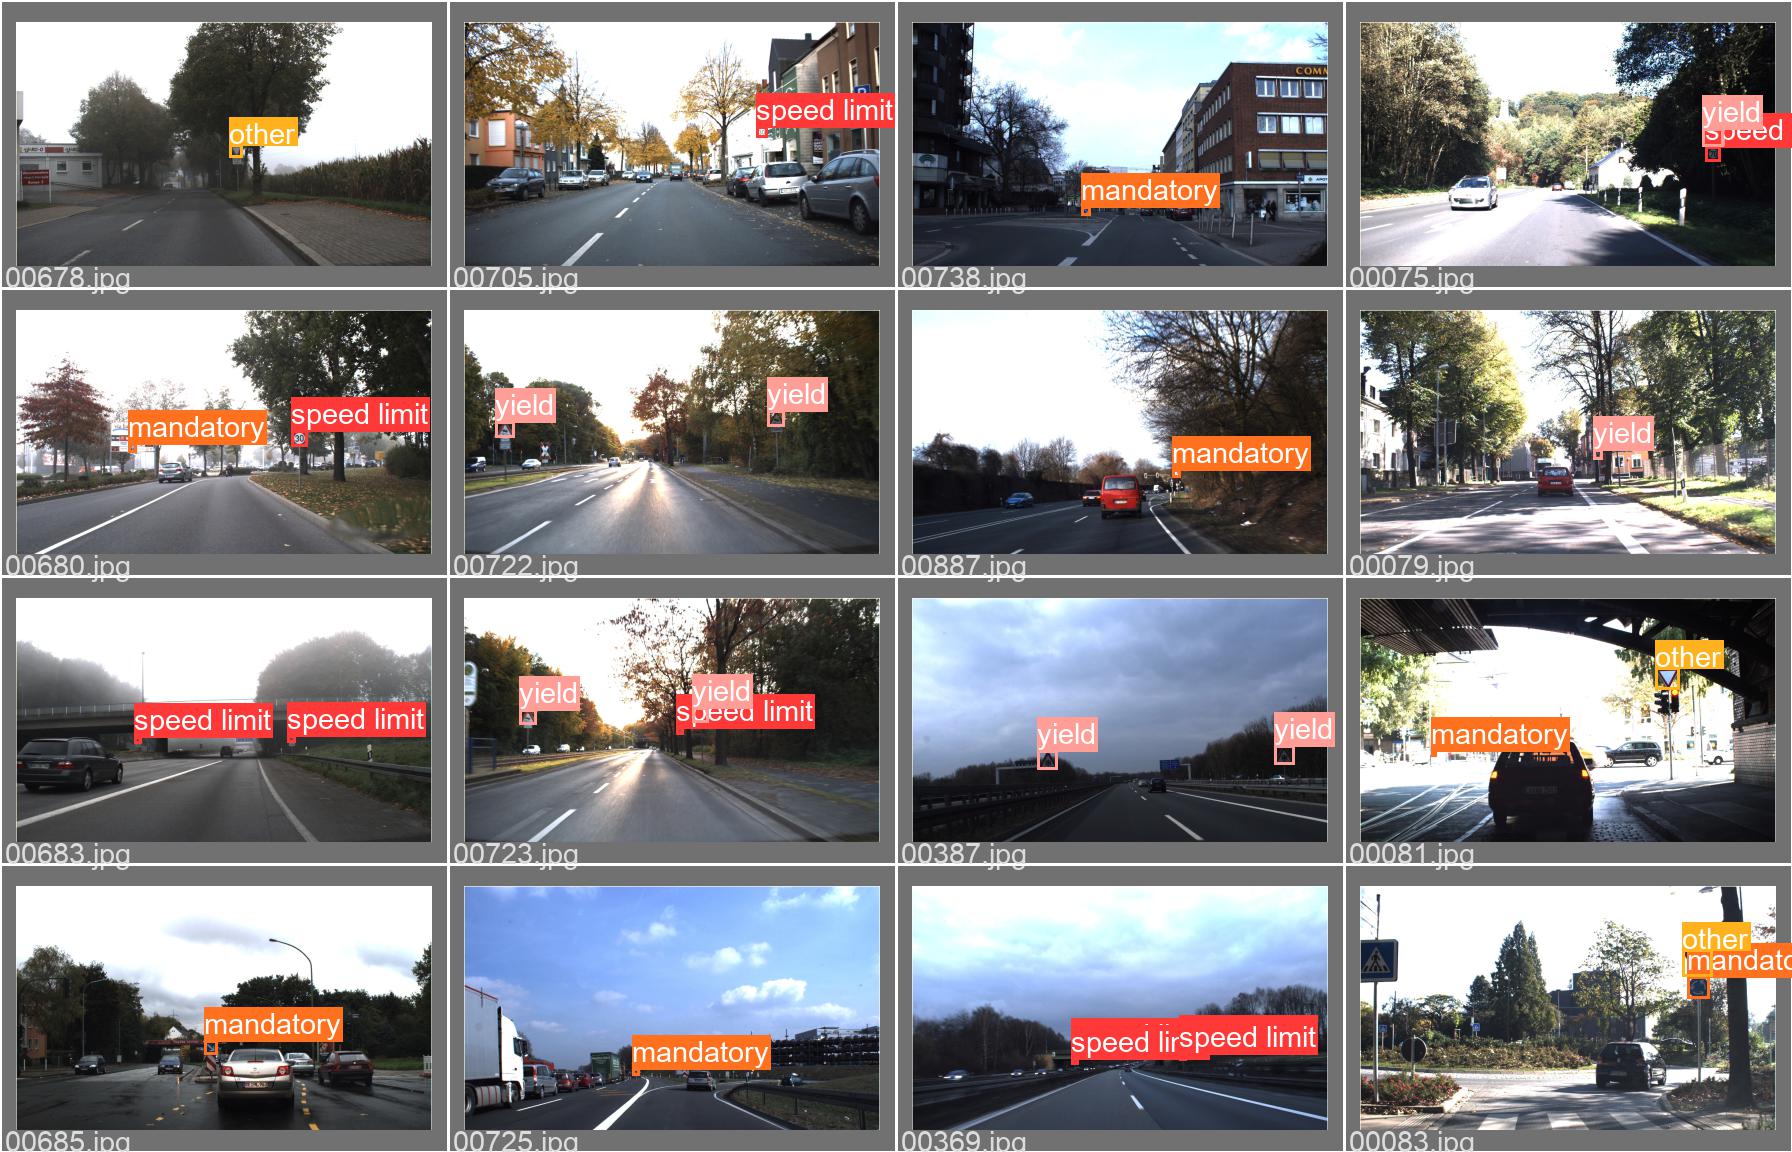 other
00678.jpg
speed limit
00705.jpg
COMM
mandatory
00738.jpg
yield
speed
00075.jpg
mandatory
speed limit
30
00680.jpg
yield
yield
00722.jpg
mandatory
00887.jpg
yield
00079.jpg
speed limit
speed limit
00683.jpg
yield
yield
speed limit
00723.jpg
yield
yield
00387.jpg
other
mandatory
00081.jpg
mandatory
00685.jpg
mandatory
00725.jpg
speed lir
speed limit
00369.jpg
other
mandato
00083.jpg